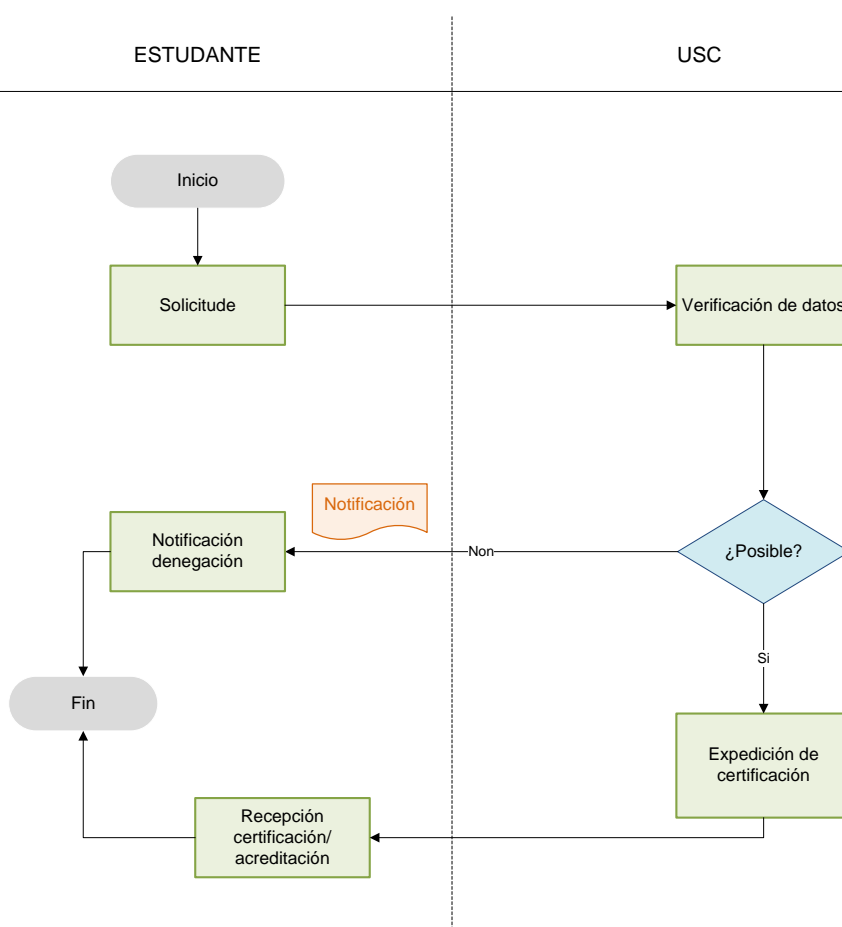 ESTUDANTE
USC
Inicio
Solicitude
Verificación de datos
Notificación
Notificación
denegación
Non
¿Posible?
Si
Fin
Expedición de
certificación
Recepción
certificación/
acreditación